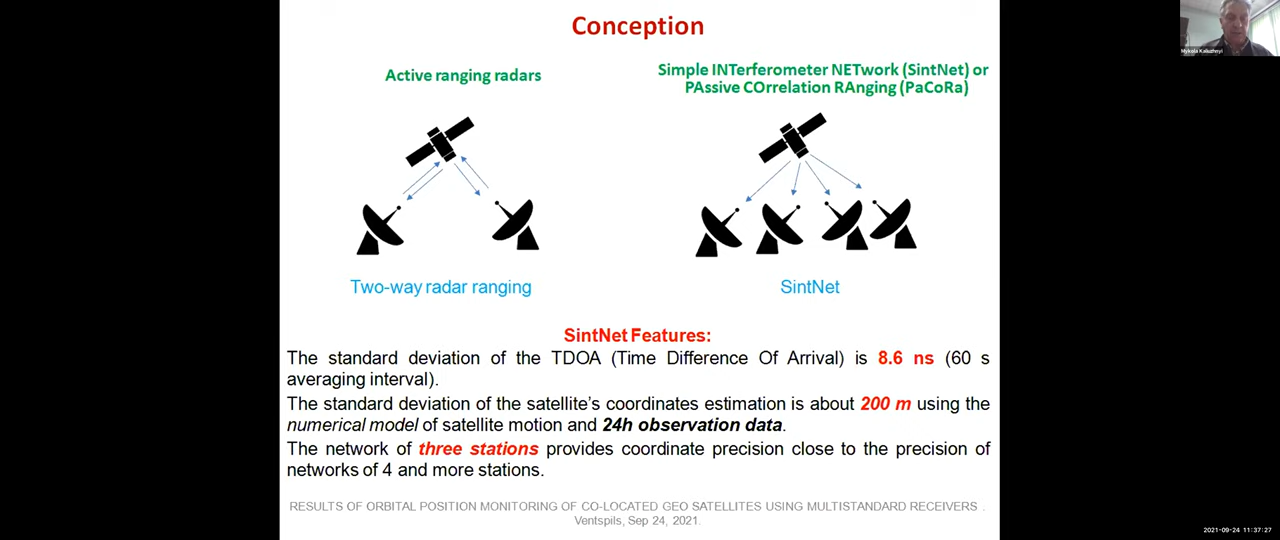 Conception
Mykola Kaliuzhnyi
Active ranging radars
Simple INTerferometer NETwork (SintNet) or
PAssive COrrelation RAnging (PaCoRa)
Two-way radar ranging
SintNet
SintNet Features:
The standard deviation of the TDOA (Time Difference Of Arrival) is 8.6 ns (60 s
averaging interval).
The standard deviation of the satellite's coordinates estimation is about 200 m using the
numerical model of satellite motion and 24h observation data.
The network of three stations provides coordinate precision close to the precision of
networks of 4 and more stations.
RESULTS OF ORBITAL POSITION MONITORING OF CO-LOCATED GEO SATELLITES USING MULTISTANDARD RECEIVERS .
Ventspils, Sep 24, 2021.
2021-09-24 11:37:27